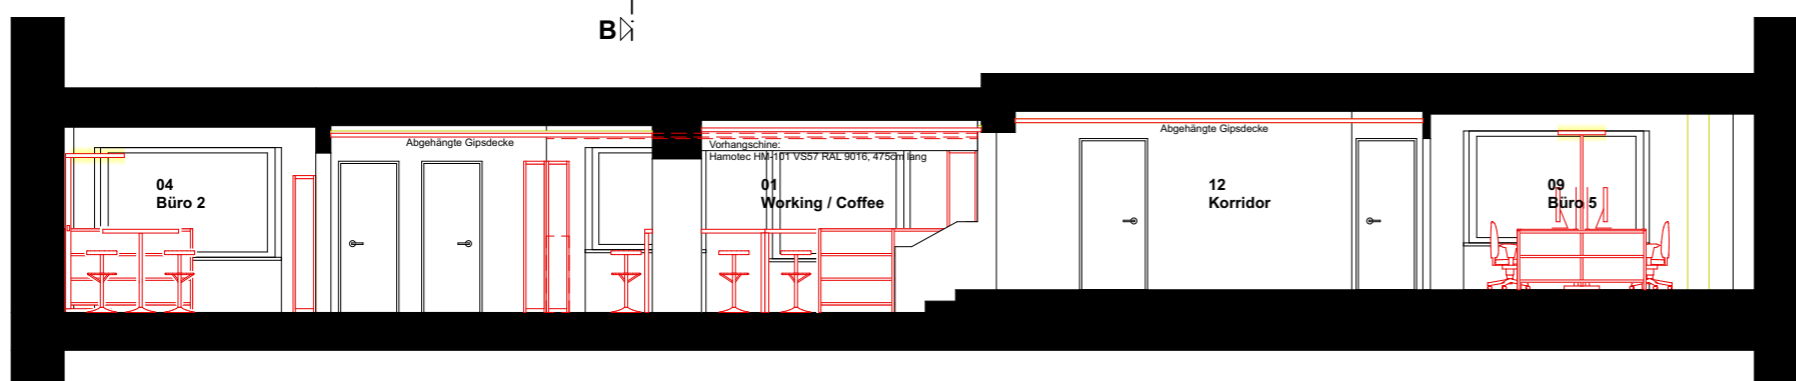 B
Abgehängte Gipsdecke
Abgehängte Gipsdecke
Vorhangschine:
Hamotec HM-101 VS57 RAL 9016, 475cm lang
04
Büro 2
01
Working / Coffee
12
Korridor
09
Büro 5